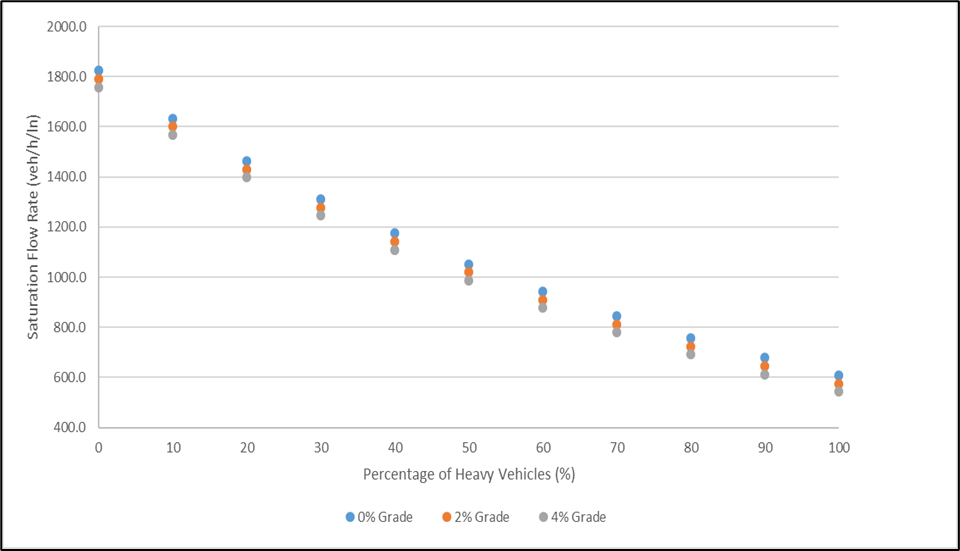 2000.0
1800.0
1600.0
1400.0
1200.0
1000.0
800.0
600.0
400.0
Saturation Flow Rate (veh/h/ln)
0 10 20 30 40 50 60 70 80 90 100
Percentage of Heavy Vehicles (%)
0% Grade 2% Grade 4% Grade